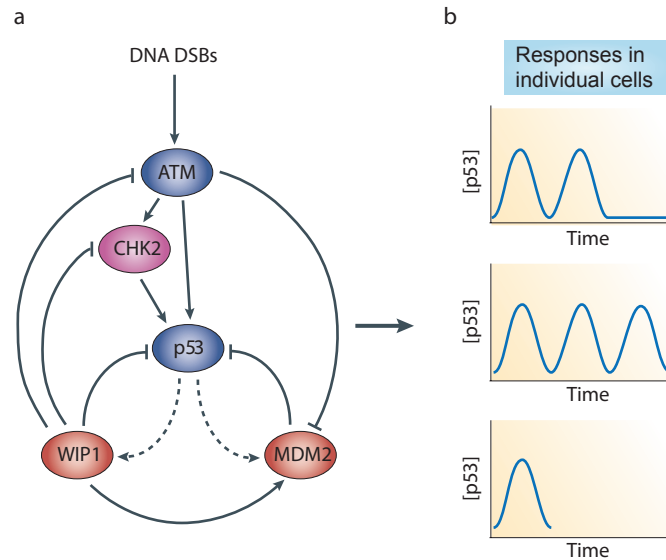 a
DNA DSBs
ATM
CHK2
p53
WIP1
MDM2
b
Responses in
individual cells
[p53]
Time
[p53]
Time
[p53]
Time